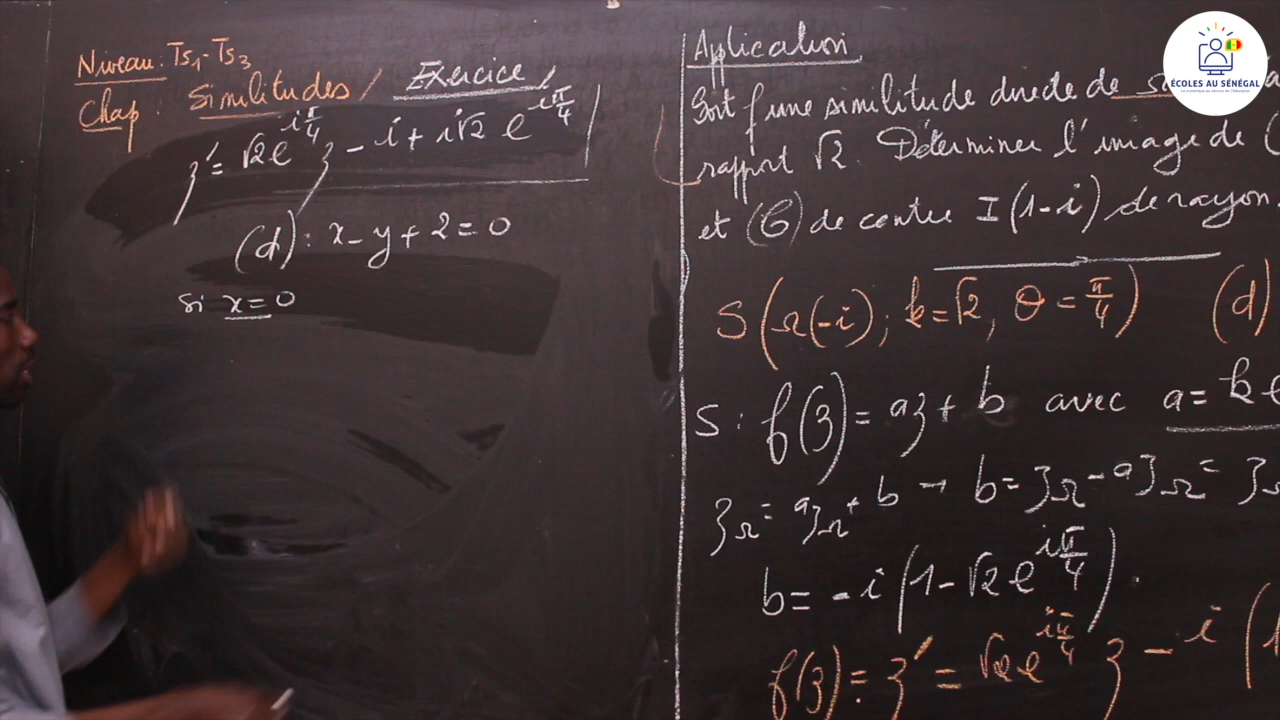 Niveau: Ts1-Ts3
Chap: Similitudes / Exercice /
z' = √2 e^{iπ/4} z - i + i√2 e^{iπ/4}
(d): x - y + 2 = 0
Si x = 0
Application
Soit f une similitude directe de
rapport √2. Déterminer l'image de (
et (C) de centre I(1-i) de rayon
S(Ω(-i); k=√2, θ = π/4) (d)
S: f(z) = az + b avec a = k e
zΩ = azΩ + b → b = zΩ - azΩ = zΩ
b = -i(1 - √2 e^{iπ/4}).
f(z) = z' = √2 e^{iπ/4} z - i (1
ÉCOLES AU SÉNÉGAL